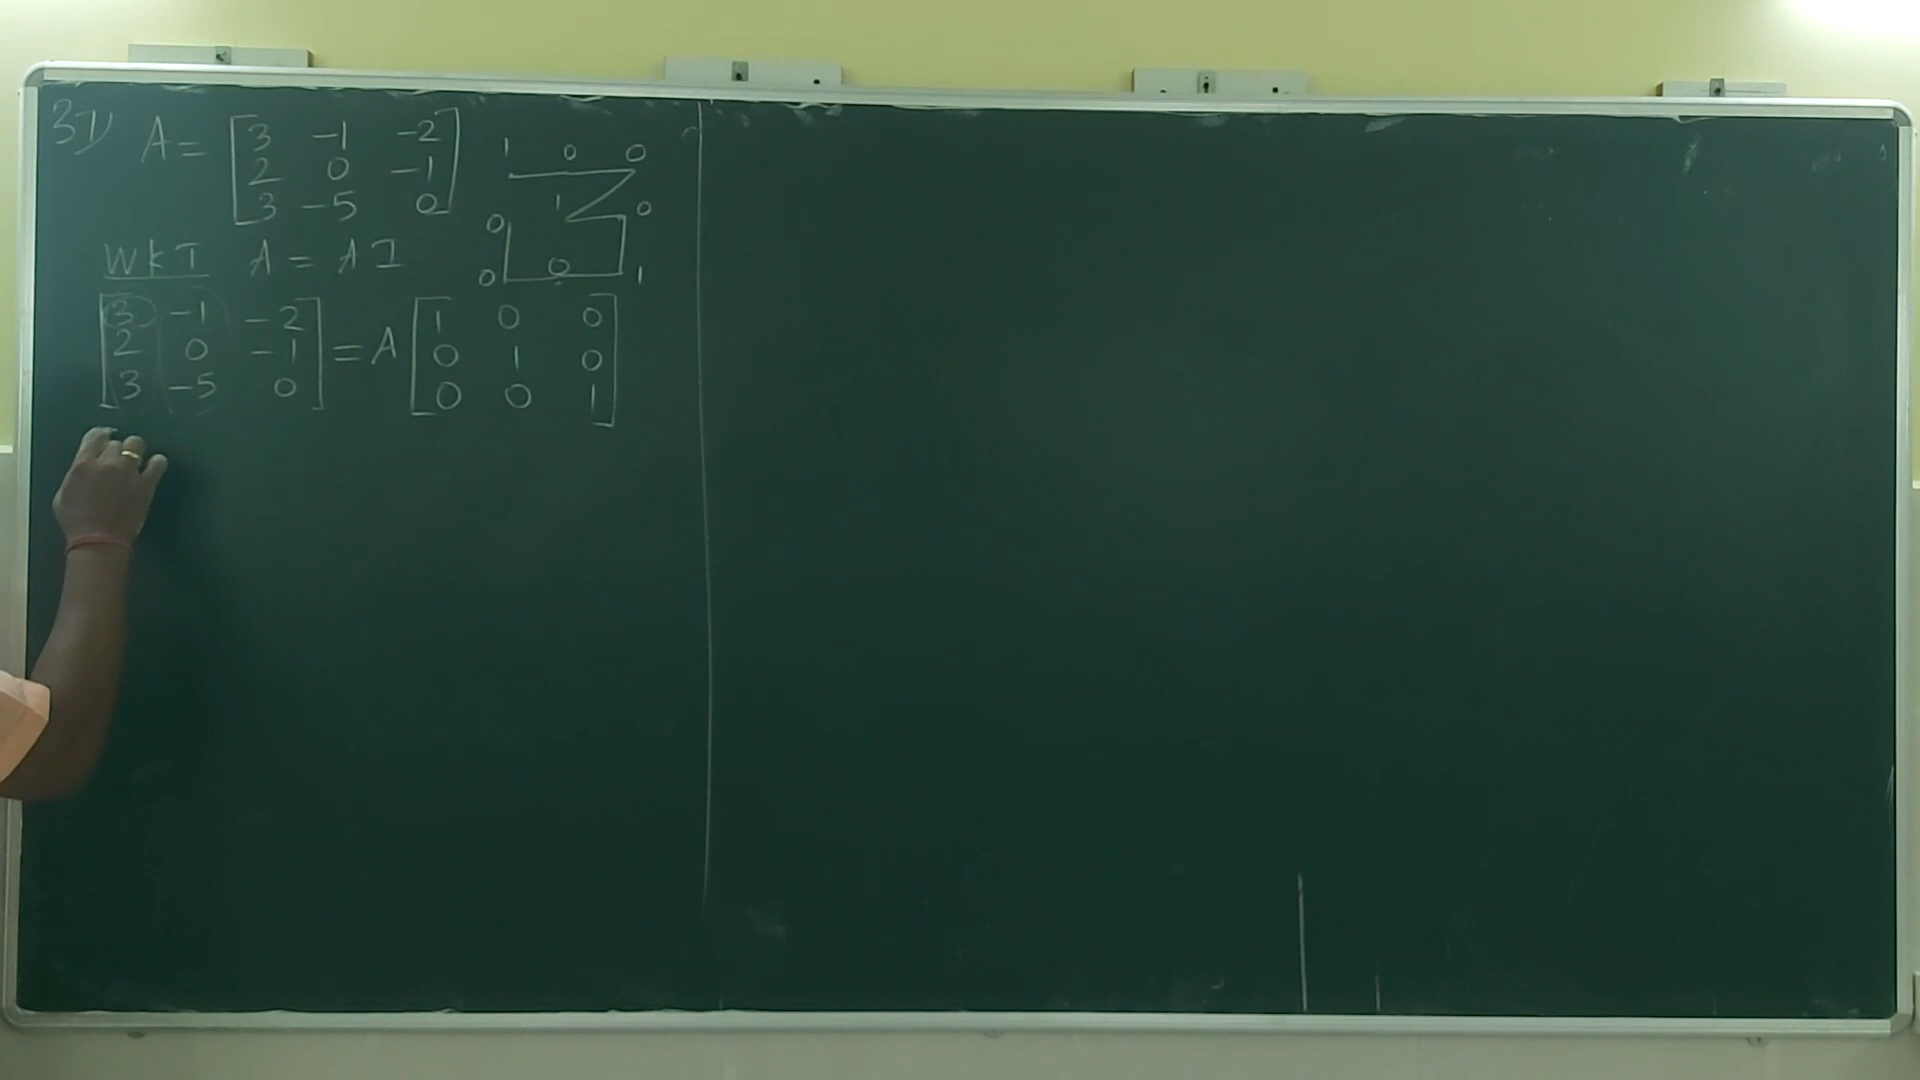 3) A = [3 -1 -2
2 0 -1
3 -5 0]
1 0 0
0 1 0
0 0 1
WKT A = AI
[3 -1 -2
2 0 -1
3 -5 0] = A [1 0 0
0 1 0
0 0 1]